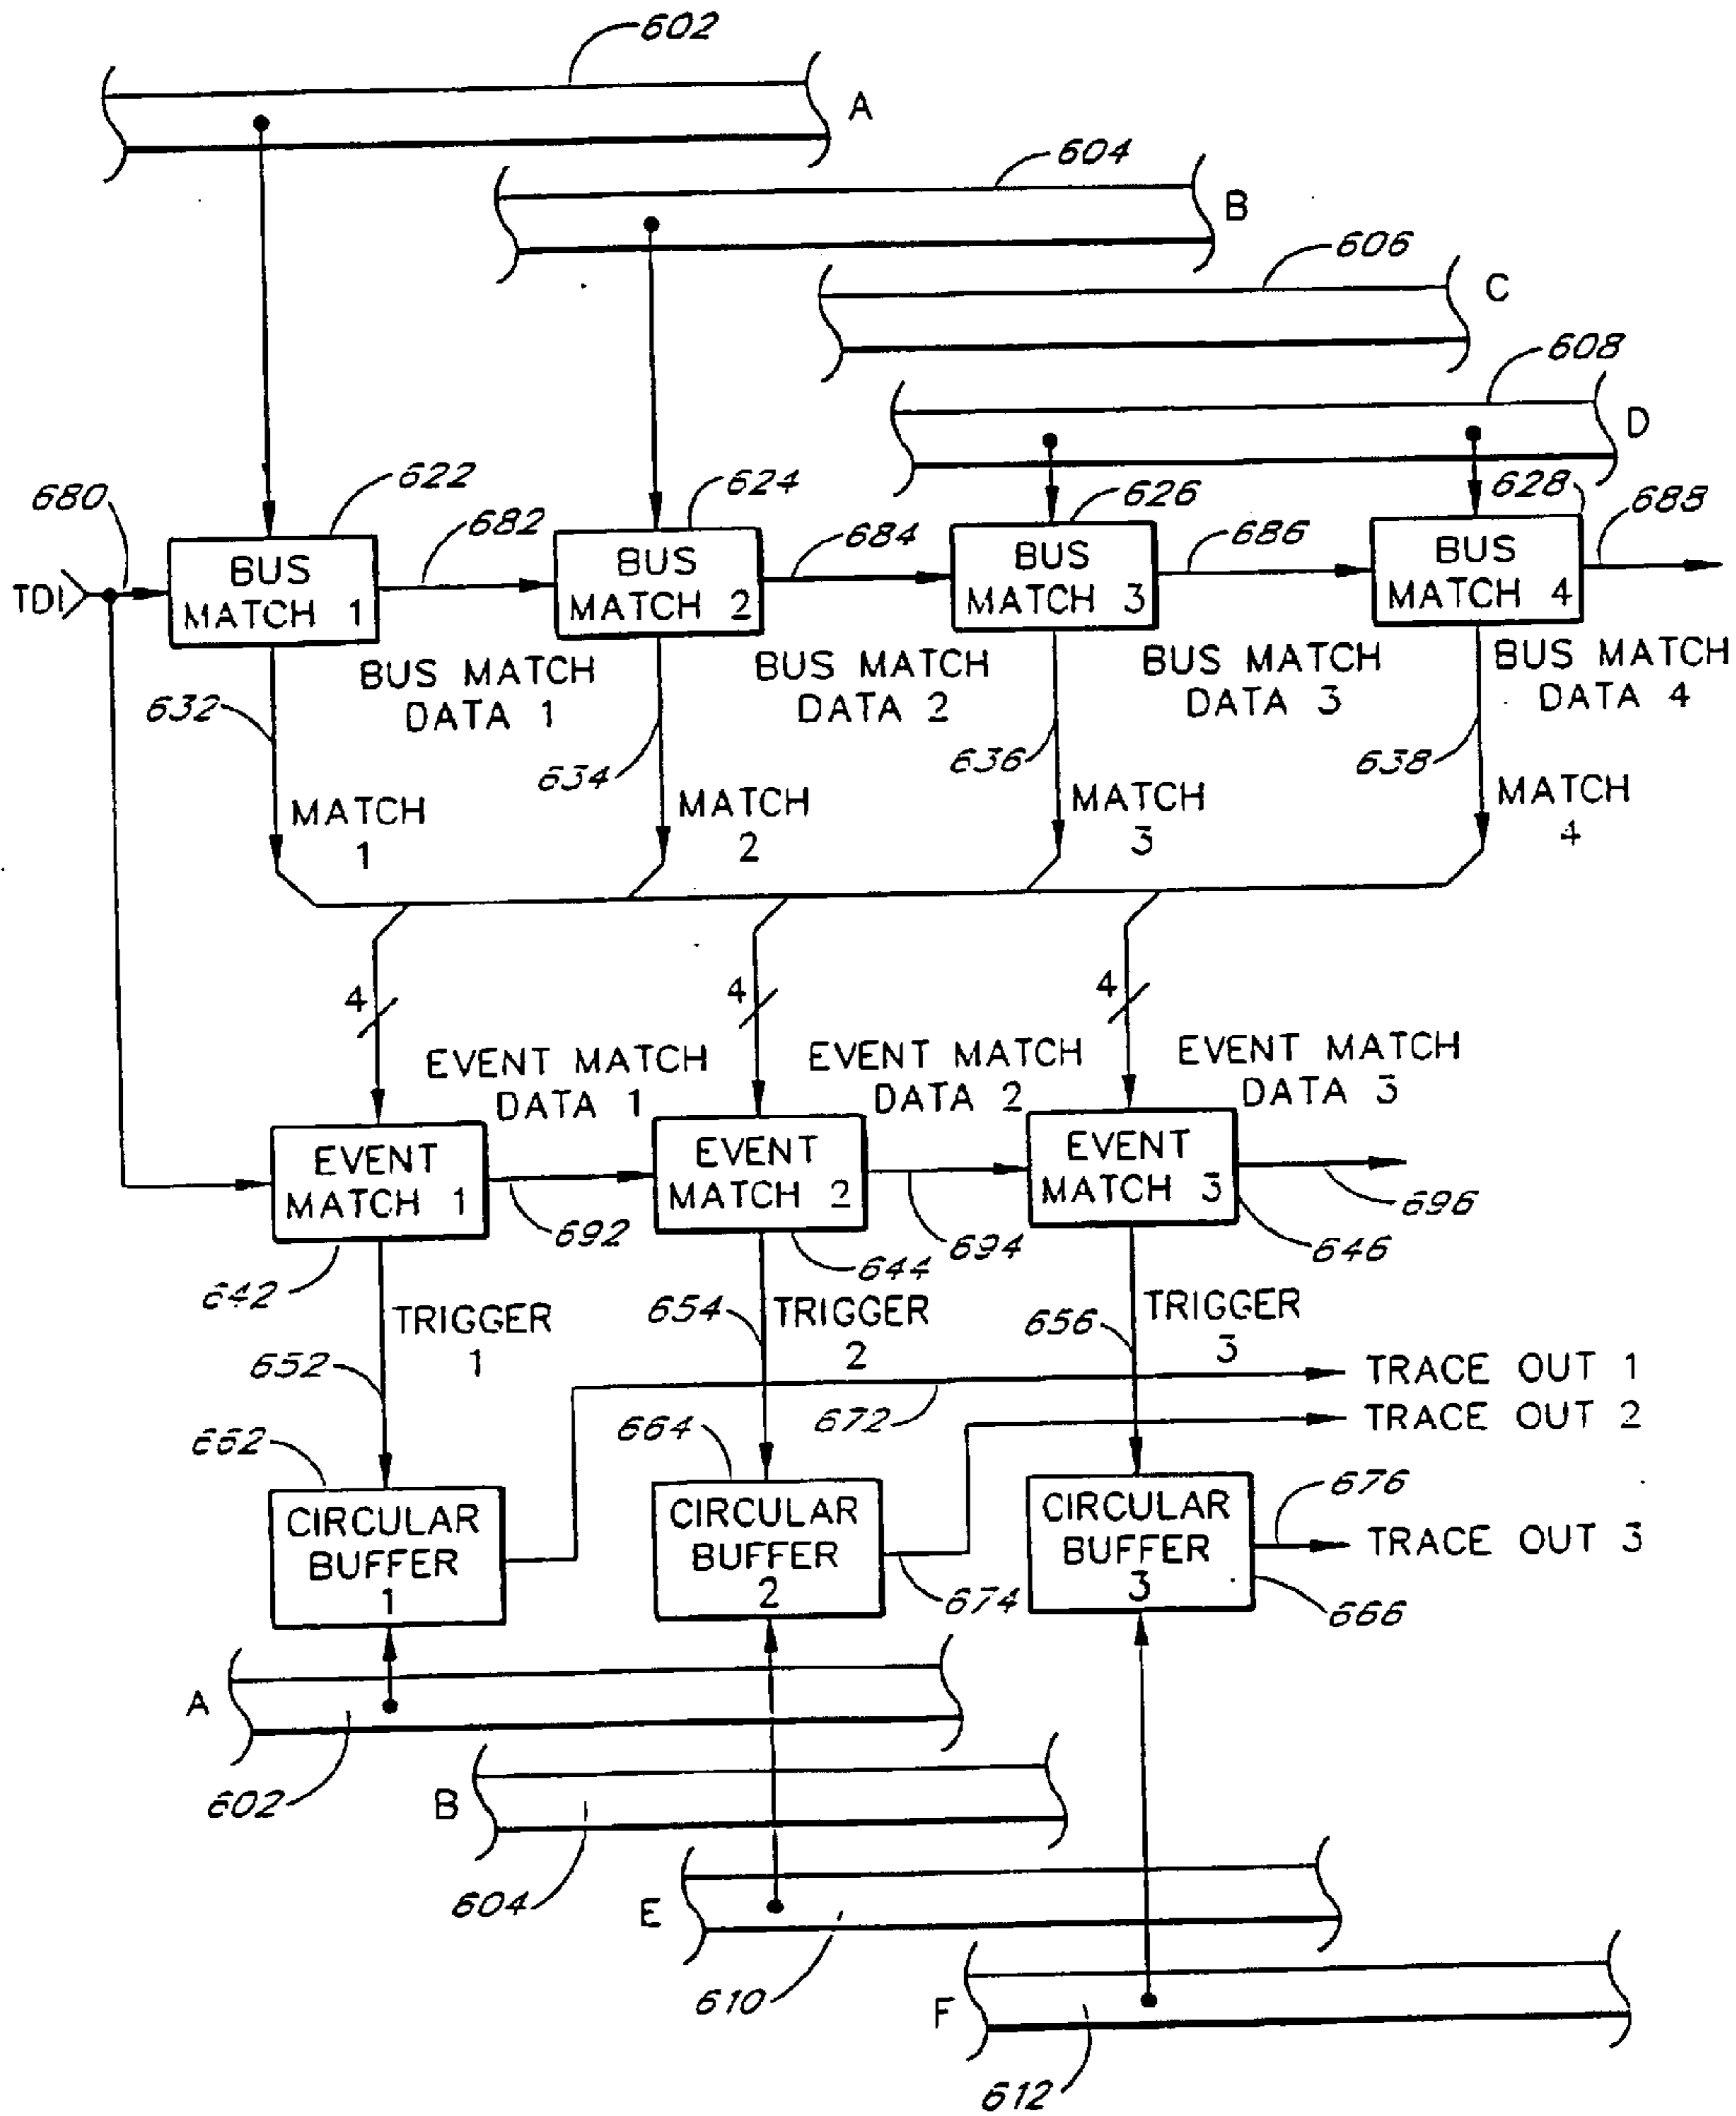 602
A
604
B
606
C
608
D
680
622
682
624
684
626
686
628
688
TDI
BUS
MATCH 1
BUS
MATCH 2
BUS
MATCH 3
BUS
MATCH 4
BUS MATCH
DATA 1
BUS MATCH
DATA 2
BUS MATCH
DATA 3
BUS MATCH
DATA 4
632
634
636
638
MATCH
1
MATCH
2
MATCH
3
MATCH
4
4
4
4
EVENT MATCH
DATA 1
EVENT MATCH
DATA 2
EVENT MATCH
DATA 3
EVENT
MATCH 1
EVENT
MATCH 2
EVENT
MATCH 3
692
694
696
642
644
646
652
TRIGGER
1
654
TRIGGER
2
656
TRIGGER
3
672
TRACE OUT 1
TRACE OUT 2
662
664
676
CIRCULAR
BUFFER
1
CIRCULAR
BUFFER
2
CIRCULAR
BUFFER
3
TRACE OUT 3
674
666
A
602
B
604
E
610
F
612